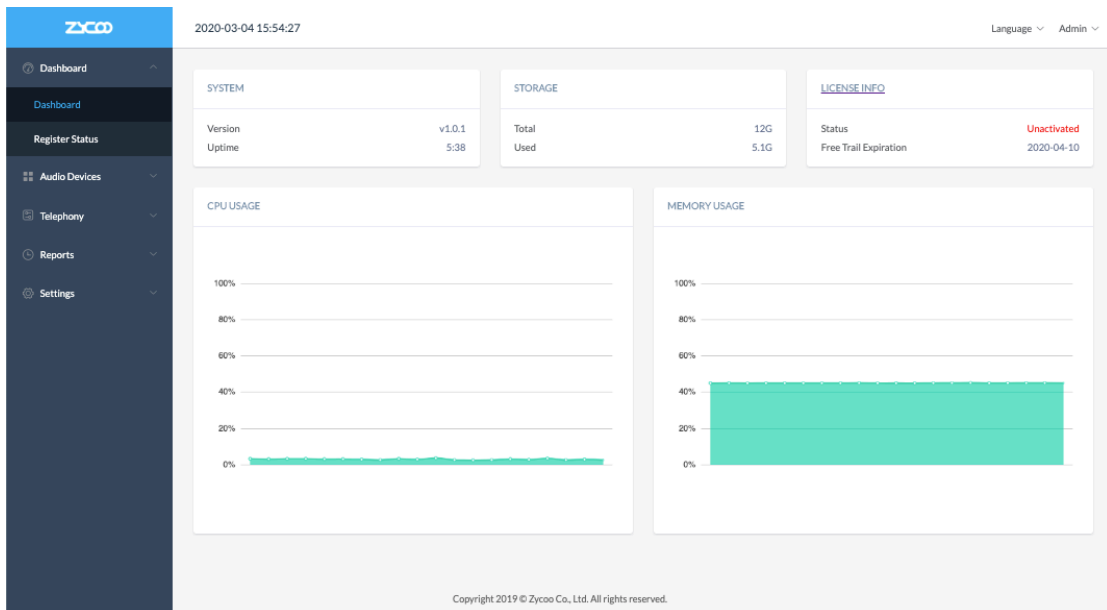 ZYCOO
2020-03-04 15:54:27
Language
Admin
Dashboard
Dashboard
Register Status
Audio Devices
Telephony
Reports
Settings
SYSTEM
Version v1.0.1
Uptime 5:38
STORAGE
Total 12G
Used 5.1G
LICENSE INFO
Status Unactivated
Free Trail Expiration 2020-04-10
CPU USAGE
100%
80%
60%
40%
20%
0%
MEMORY USAGE
100%
80%
60%
40%
20%
0%
Copyright 2019 © Zycoo Co., Ltd. All rights reserved.